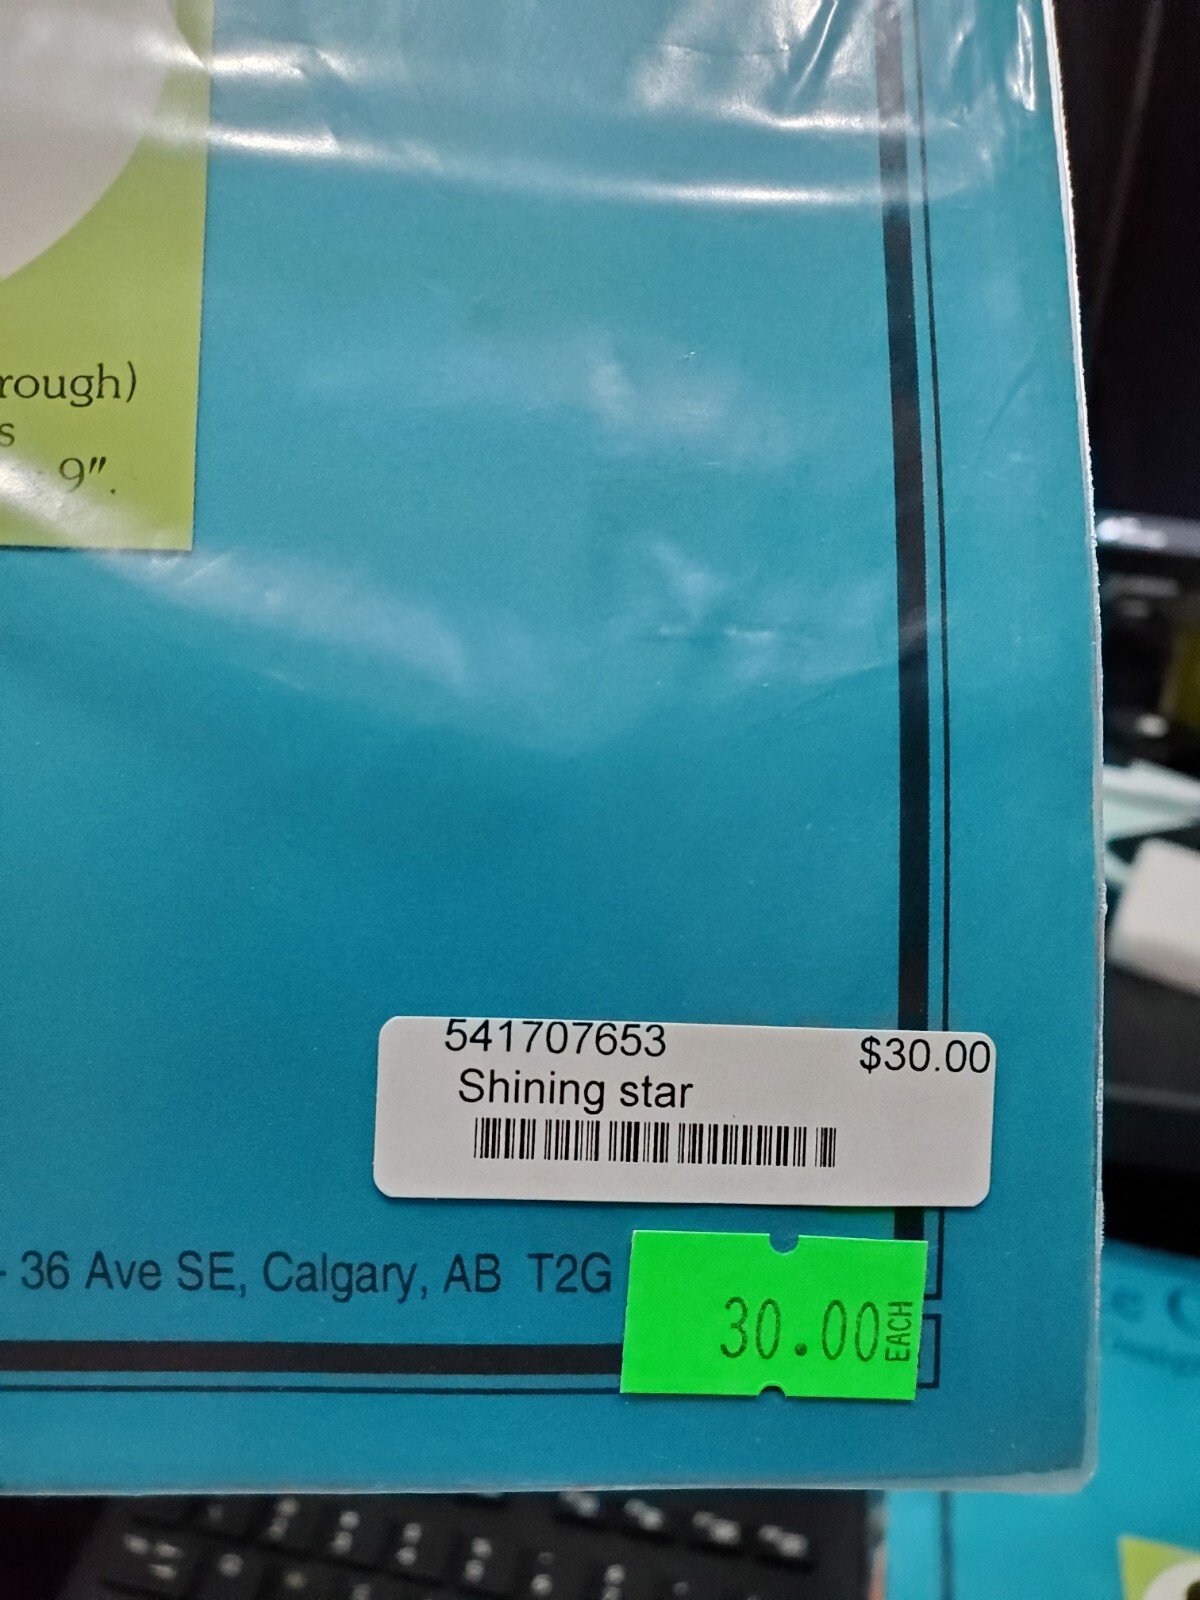 rough)
s
9".
541707653
$30.00
Shining star
- 36 Ave SE, Calgary, AB T2G
30.00 EACH